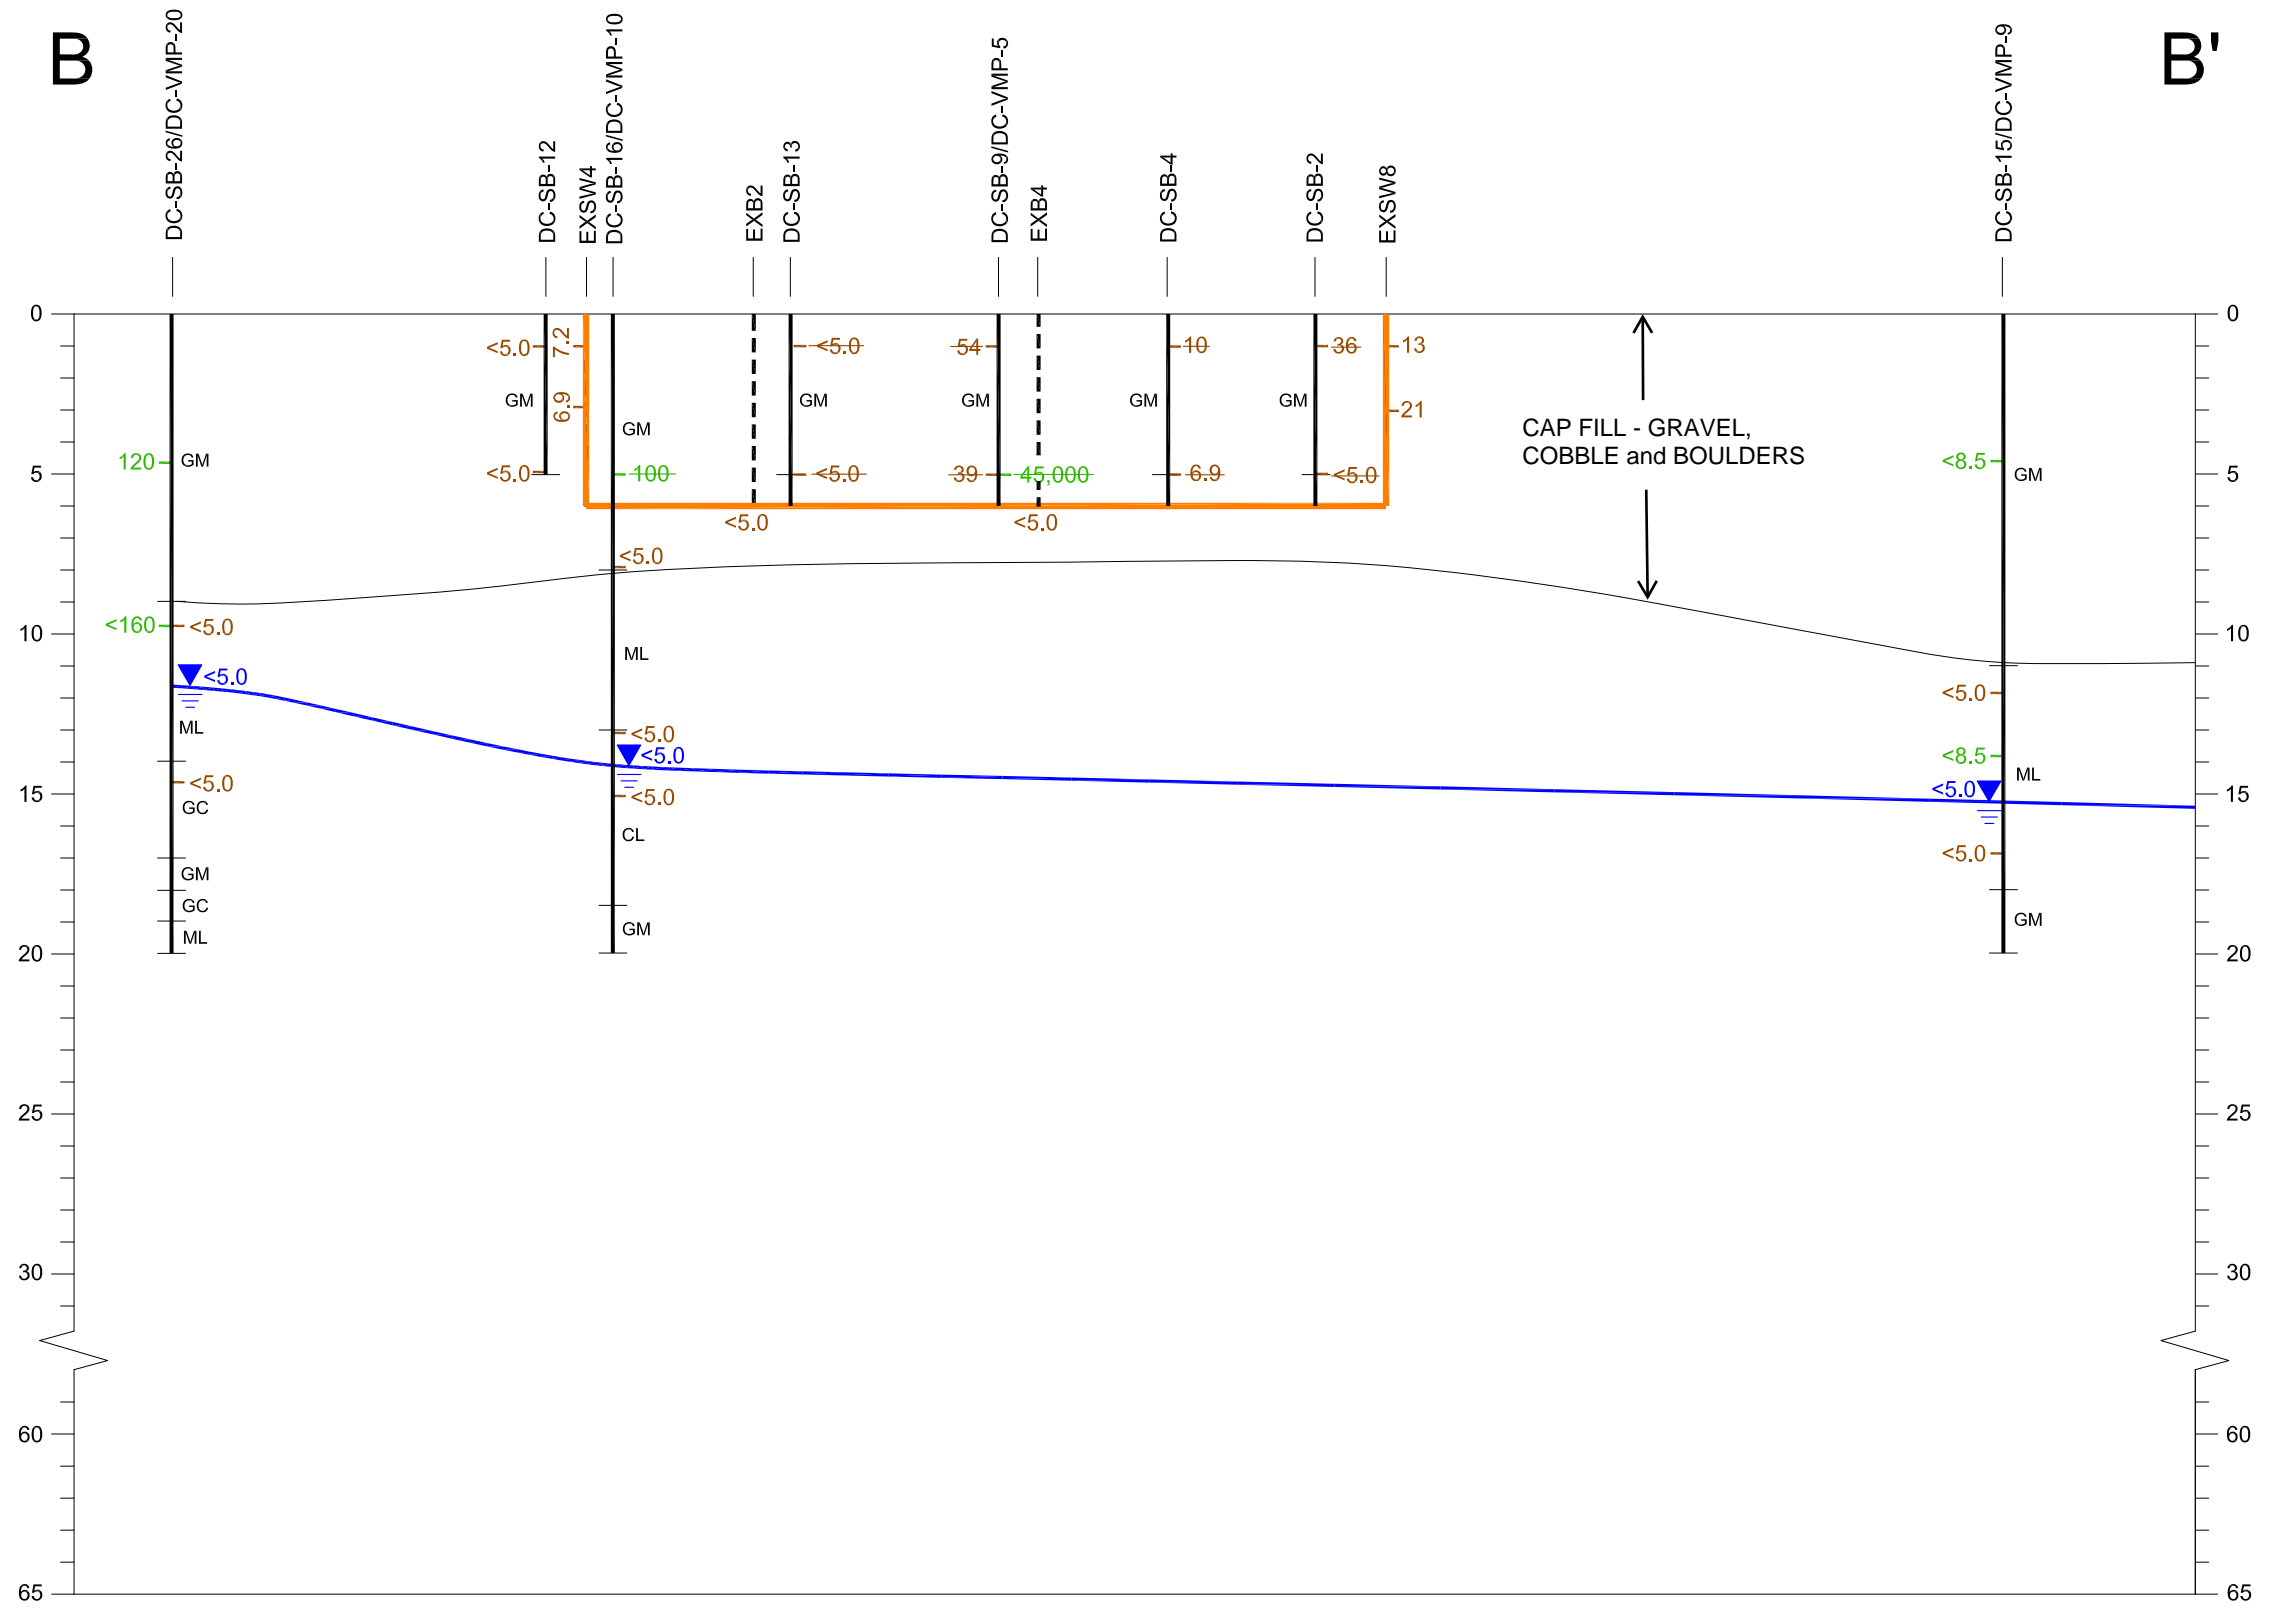 B
B'
DC-SB-26/DC-VMP-20
DC-SB-12
EXSW4
DC-SB-16/DC-VMP-10
EXB2
DC-SB-13
DC-SB-9/DC-VMP-5
EXB4
DC-SB-4
DC-SB-2
EXSW8
DC-SB-15/DC-VMP-9
0
0
<5.0
7.2
<5.0
54
10
36
13
GM
6.9
GM
GM
GM
GM
21
GM
CAP FILL - GRAVEL,
COBBLE and BOULDERS
120
GM
<8.5
GM
5
<5.0
100
<5.0
39
45,000
6.9
<5.0
5
<5.0
<5.0
<5.0
<160
<5.0
10
10
ML
<5.0
<5.0
ML
<5.0
<5.0
<8.5
ML
<5.0
<5.0
<5.0
15
15
GC
CL
<5.0
GM
GC
GM
GM
ML
20
20
25
25
30
30
60
60
65
65